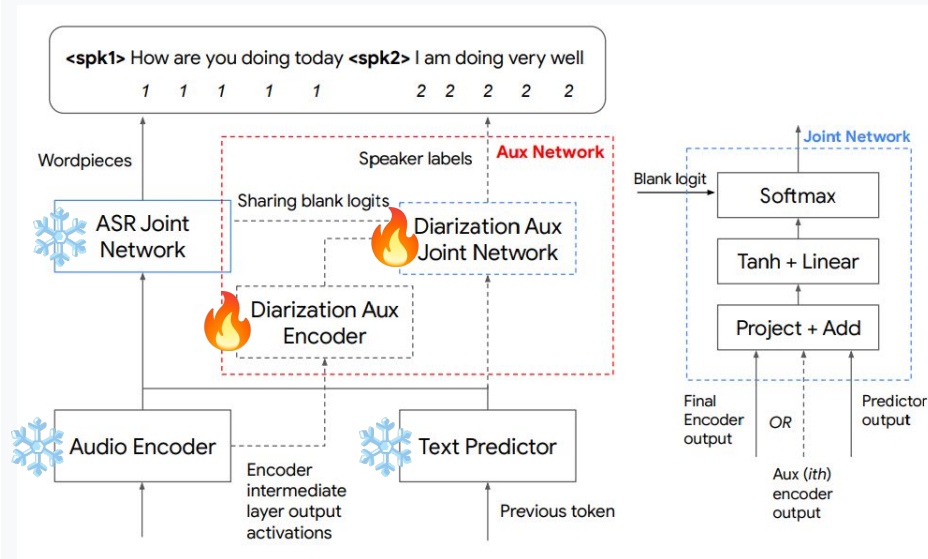 <spk1> How are you doing today <spk2> I am doing very well
1 1 1 1 1 2 2 2 2 2
Wordpieces
Speaker labels
Aux Network
Sharing blank logits
ASR Joint
Network
Diarization Aux
Joint Network
Diarization Aux
Encoder
Audio Encoder
Text Predictor
Encoder
intermediate
layer output
activations
Previous token
Joint Network
Blank logit
Softmax
Tanh + Linear
Project + Add
Final
Encoder
output
OR
Predictor
output
Aux (ith)
encoder
output